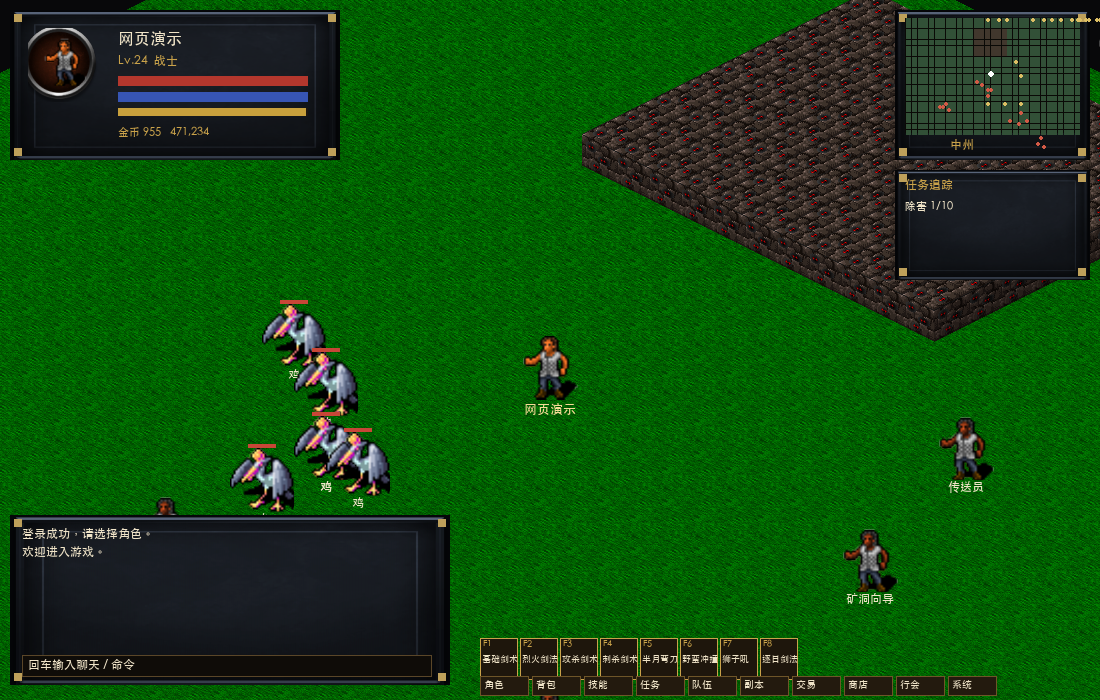 网页演示
Lv.24 战士
金币 955 471,234
中州
任务追踪
除害 1/10
鸡
网页演示
鸡
鸡
传送员
矿洞向导
登录成功，请选择角色。
欢迎进入游戏。
回车输入聊天 / 命令
F1 F2 F3 F4 F5 F6 F7 F8
基础剑术 烈火剑法 攻杀剑术 刺杀剑术 半月弯刀 野蛮冲撞 狮子吼 逐日剑法
角色 背包 技能 任务 队伍 副本 交易 商店 行会 系统